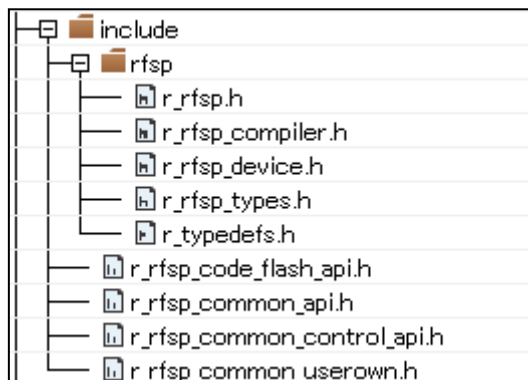 include
rfsp
r_rfsp.h
r_rfsp_compiler.h
r_rfsp_device.h
r_rfsp_types.h
r_typedefs.h
r_rfsp_code_flash_api.h
r_rfsp_common_api.h
r_rfsp_common_control_api.h
r_rfsp_common_userown.h